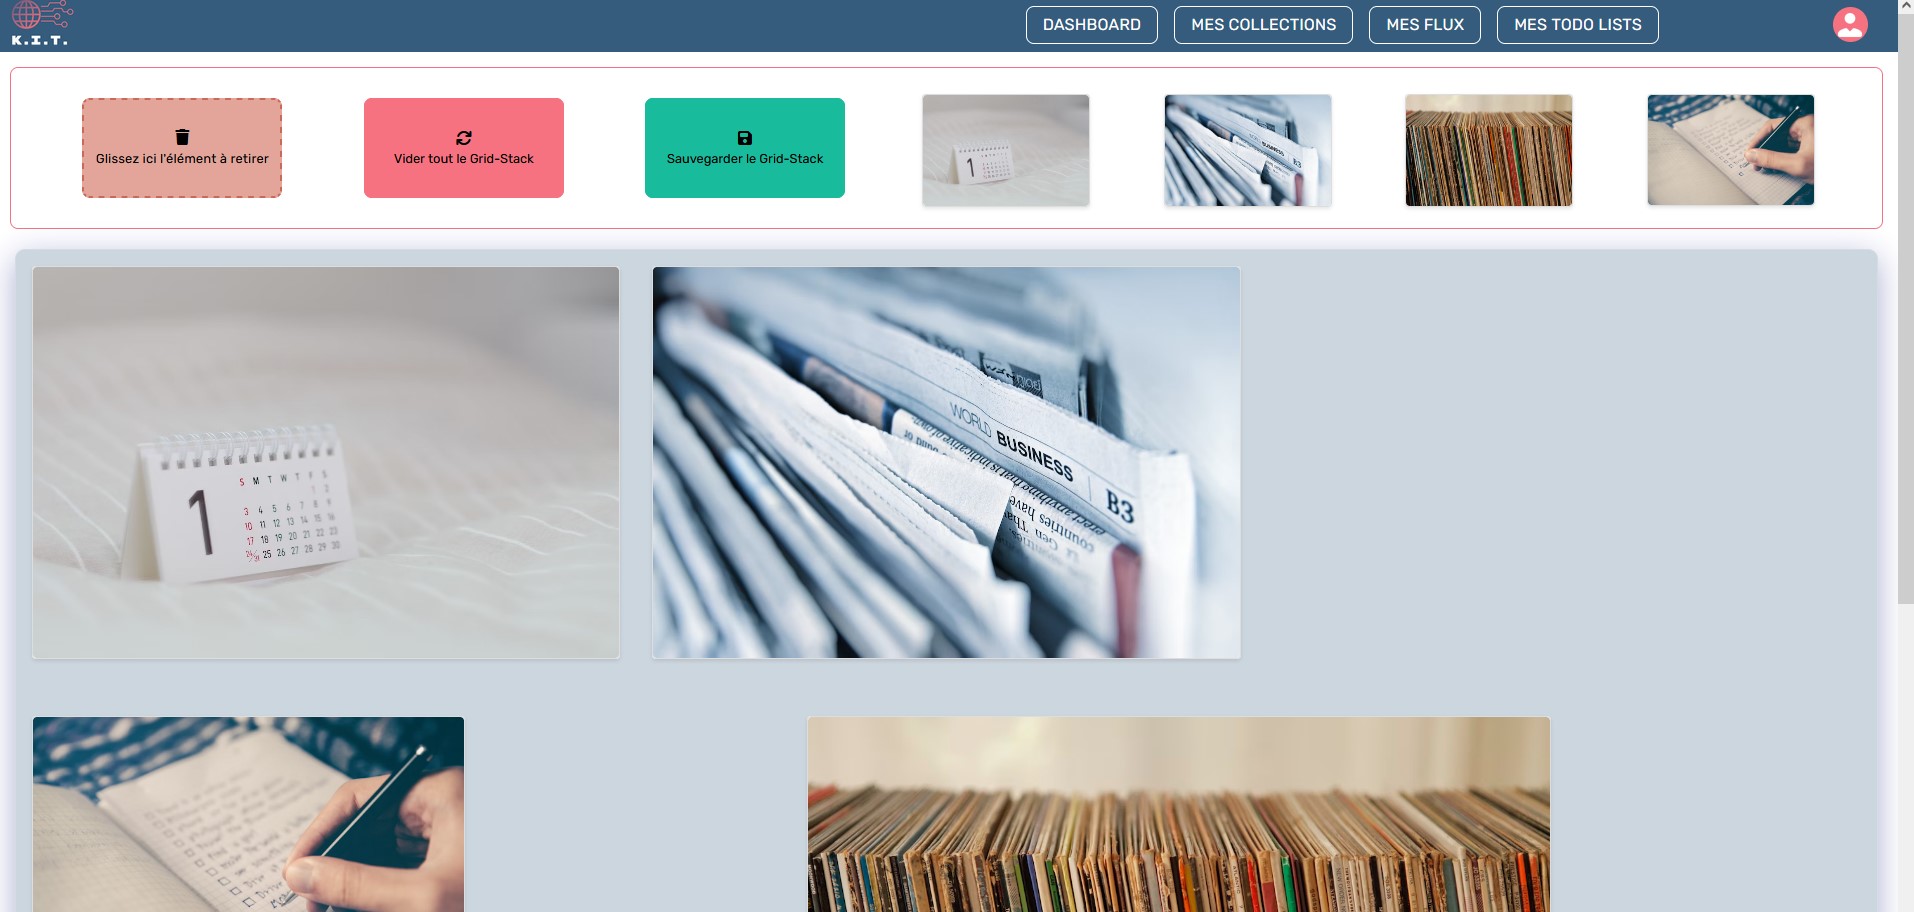 K.I.T.
DASHBOARD
MES COLLECTIONS
MES FLUX
MES TODO LISTS
Glissez ici l'élément à retirer
Vider tout le Grid-Stack
Sauvegarder le Grid-Stack
1
S M T W T F S
1 2
3 4 5 6 7 8 9
10 11 12 13 14 15 16
17 18 19 20 21 22 23
24/31 25 26 27 28 29 30
WORLD BUSINESS
B3
countries have
Gen